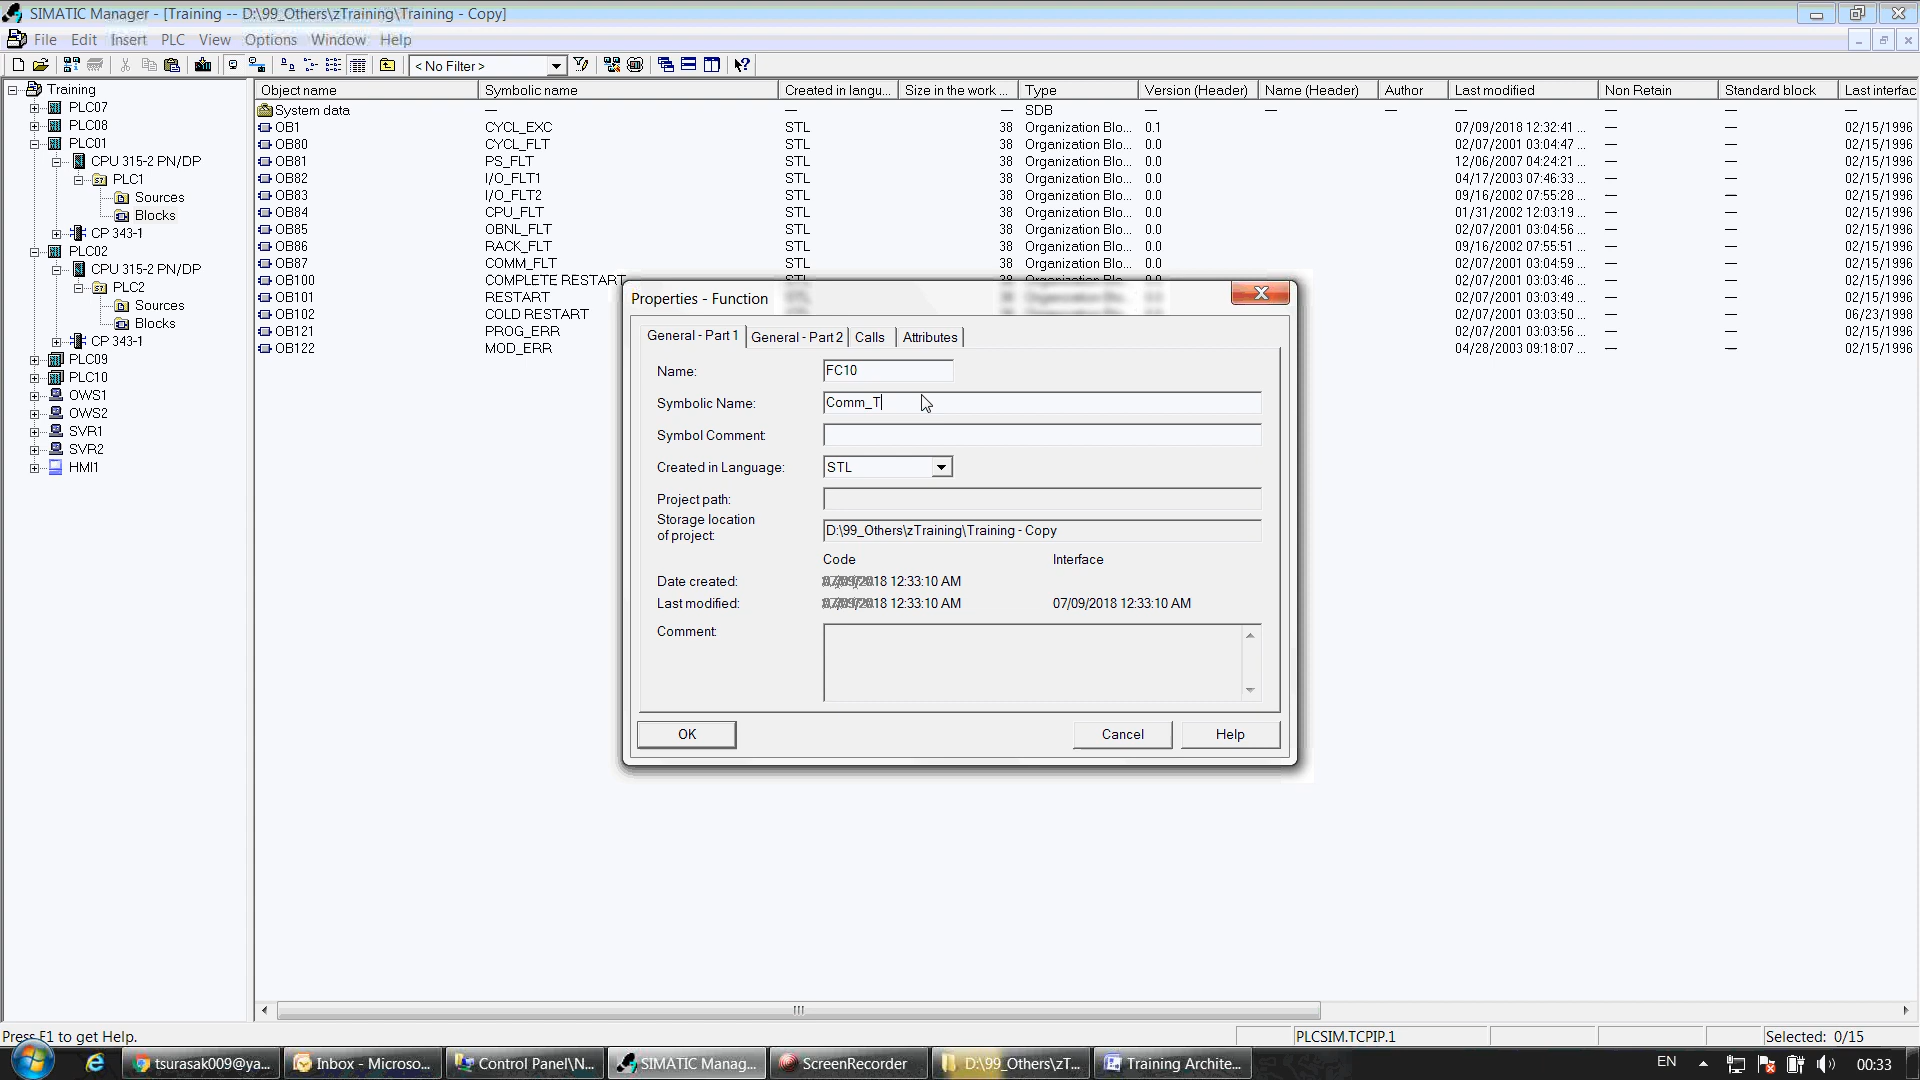 SIMATIC Manager - [Training -- D:\99_Others\zTraining\Training - Copy]
File Edit Insert PLC View Options Window Help
< No Filter >
Training
PLC07
PLC08
PLC01
CPU 315-2 PN/DP
PLC1
Sources
Blocks
CP 343-1
PLC02
CPU 315-2 PN/DP
PLC2
Sources
Blocks
CP 343-1
PLC09
PLC10
OWS1
OWS2
SVR1
SVR2
HMI1
Object name Symbolic name Created in langu... Size in the work ... Type Version (Header) Name (Header) Author Last modified Non Retain Standard block Last interfac
System data — — — SDB — — — — — — —
OB1 CYCL_EXC STL 38 Organization Blo... 0.1 07/09/2018 12:32:41 ... — — 02/15/1996
OB80 CYCL_FLT STL 38 Organization Blo... 0.0 02/07/2001 03:04:47 ... — — 02/15/1996
OB81 PS_FLT STL 38 Organization Blo... 0.0 12/06/2007 04:24:21 ... — — 02/15/1996
OB82 I/O_FLT1 STL 38 Organization Blo... 0.0 04/17/2003 07:46:33 ... — — 02/15/1996
OB83 I/O_FLT2 STL 38 Organization Blo... 0.0 09/16/2002 07:55:28 ... — — 02/15/1996
OB84 CPU_FLT STL 38 Organization Blo... 0.0 01/31/2002 12:03:19 ... — — 02/15/1996
OB85 OBNL_FLT STL 38 Organization Blo... 0.0 02/07/2001 03:04:56 ... — — 02/15/1996
OB86 RACK_FLT STL 38 Organization Blo... 0.0 09/16/2002 07:55:51 ... — — 02/15/1996
OB87 COMM_FLT STL 38 Organization Blo... 0.0 02/07/2001 03:04:59 ... — — 02/15/1996
OB100 COMPLETE RESTART 02/07/2001 03:03:46 ... — — 02/15/1996
OB101 RESTART 02/07/2001 03:03:49 ... — — 02/15/1996
OB102 COLD RESTART 02/07/2001 03:03:50 ... — — 06/23/1998
OB121 PROG_ERR 02/07/2001 03:03:56 ... — — 02/15/1996
OB122 MOD_ERR 04/28/2003 09:18:07 ... — — 02/15/1996
Properties - Function
General - Part 1 General - Part 2 Calls Attributes
Name: FC10
Symbolic Name: Comm_T
Symbol Comment:
Created in Language: STL
Project path:
Storage location
of project: D:\99_Others\zTraining\Training - Copy
Code Interface
Date created: 18 12:33:10 AM
Last modified: 18 12:33:10 AM 07/09/2018 12:33:10 AM
Comment:
OK Cancel Help
Press F1 to get Help. PLCSIM.TCPIP.1 Selected: 0/15
tsurasak009@ya... Inbox - Microso... Control Panel\N... SIMATIC Manag... ScreenRecorder D:\99_Others\zT... Training Archite... EN 00:33